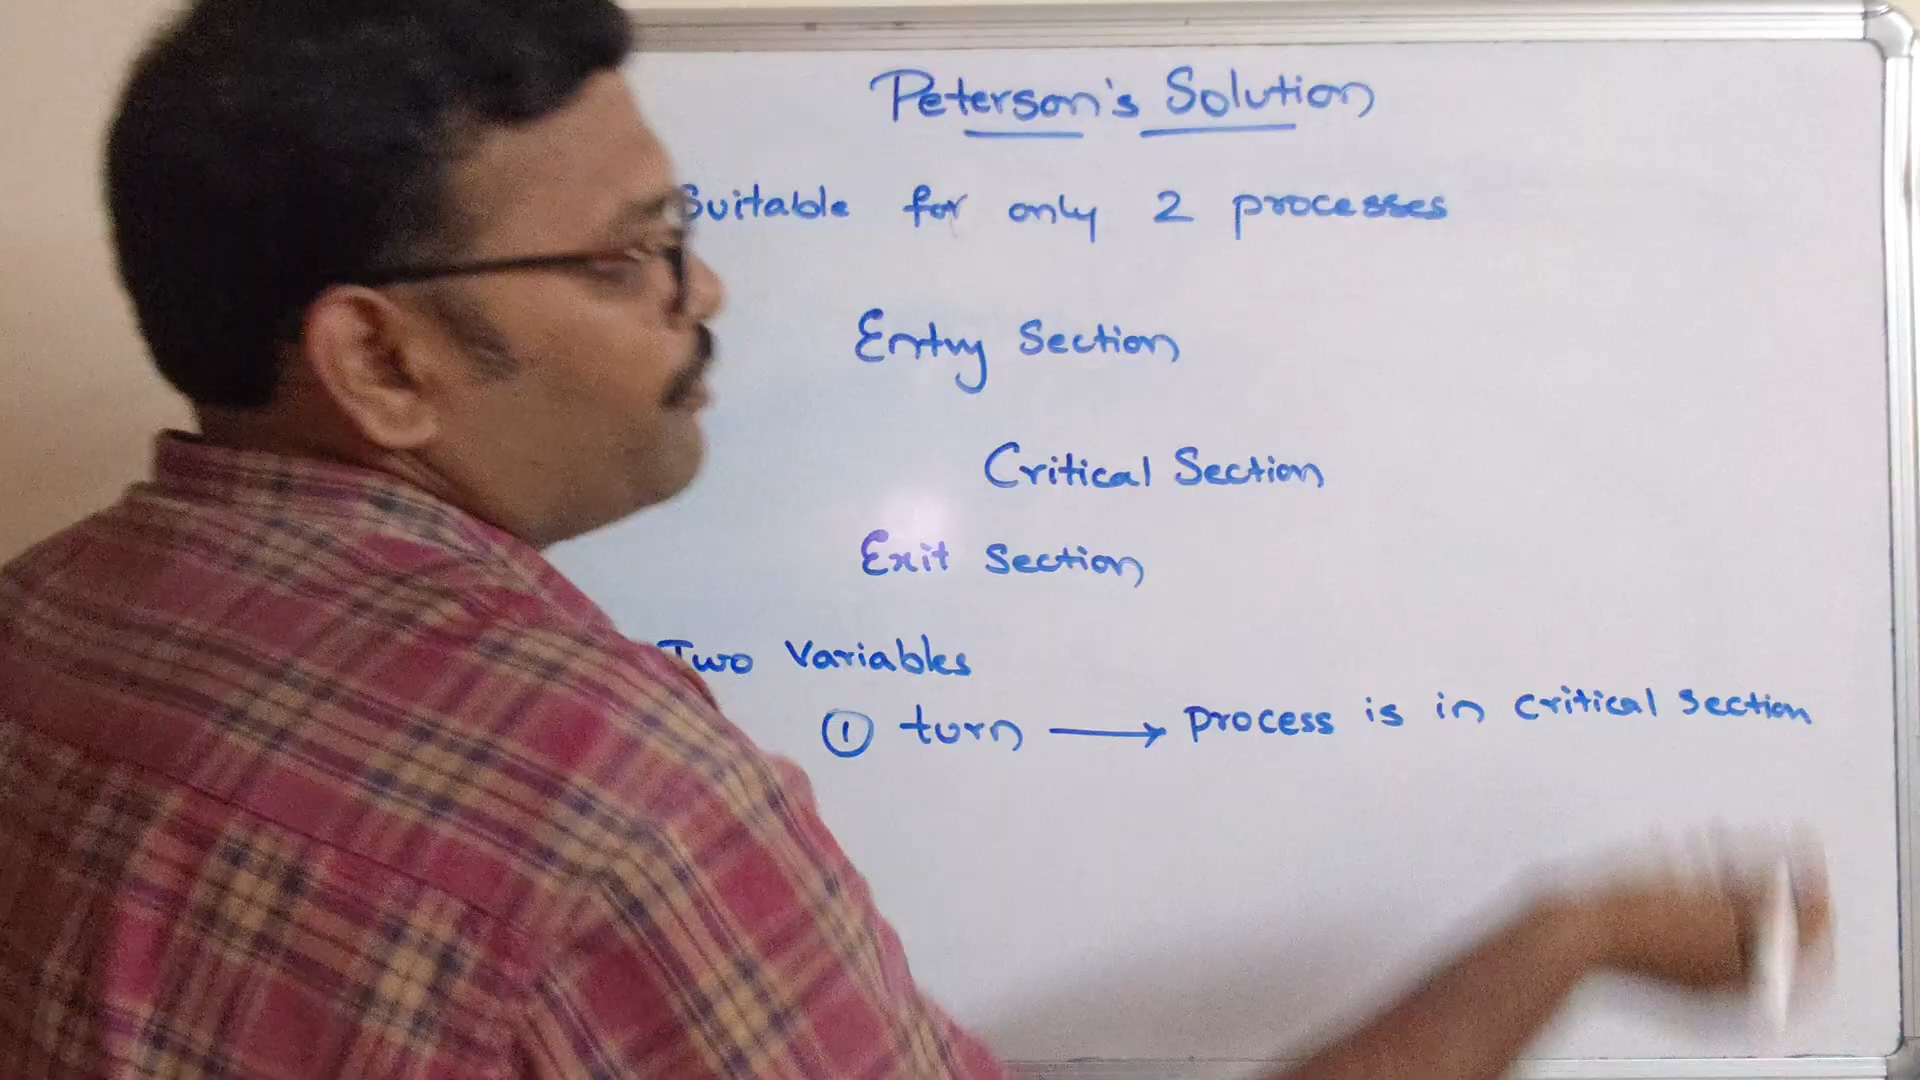 Peterson's Solution
Suitable for only 2 processes
Entry Section
Critical Section
Exit Section
Two Variables
① turn → process is in critical section